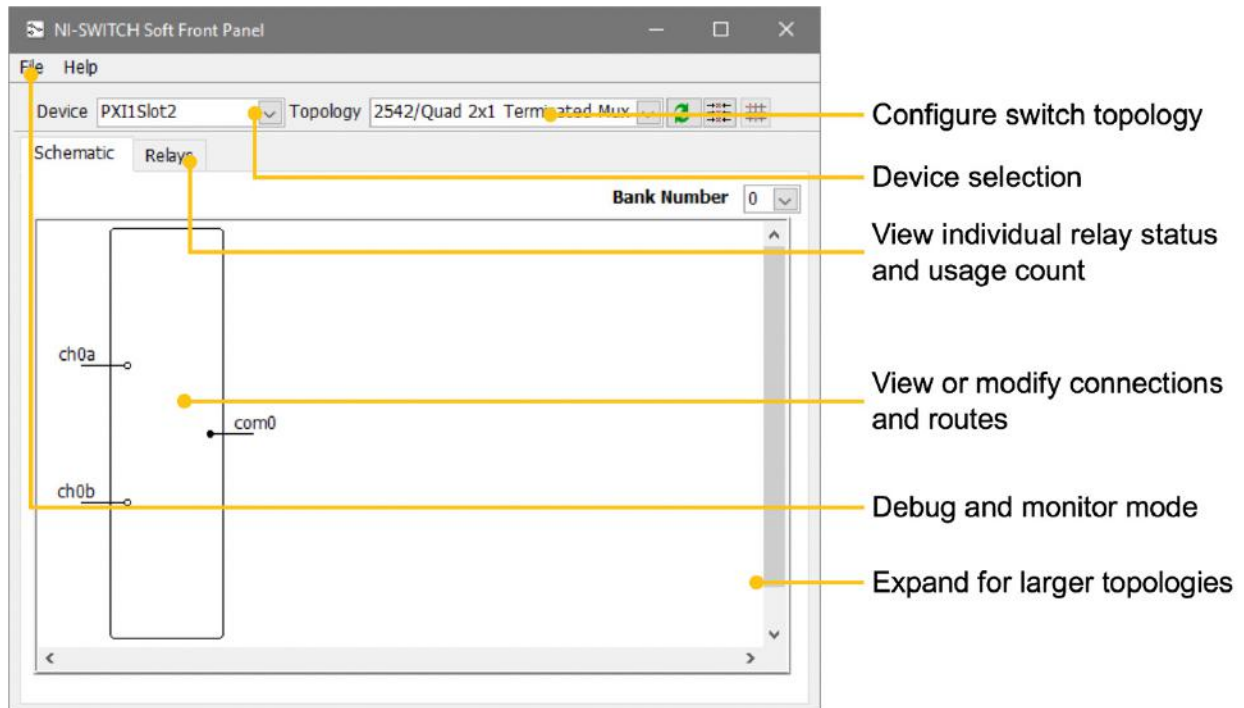 NI-SWITCH Soft Front Panel
File Help
Device PXI1Slot2 Topology 2542/Quad 2x1 Terminated Mux
Configure switch topology
Schematic Relays
Device selection
Bank Number 0
View individual relay status
and usage count
ch0a
View or modify connections
and routes
com0
ch0b
Debug and monitor mode
Expand for larger topologies